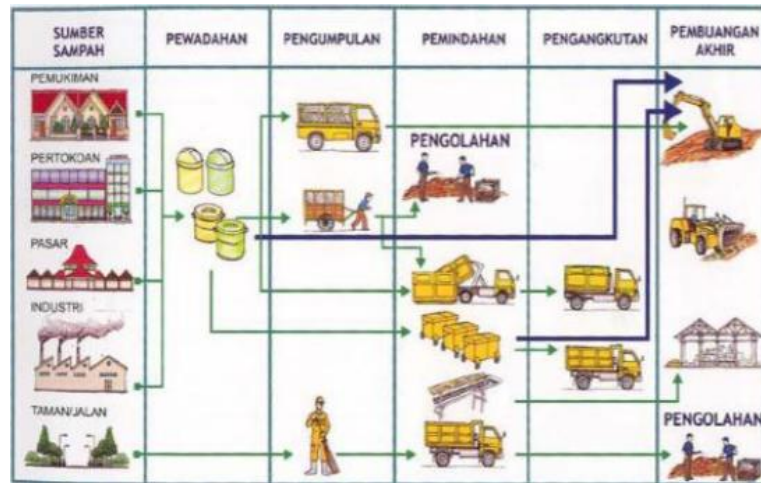 SUMBER
SAMPAH
PEWADAHAN
PENGUMPULAN
PEMINDAHAN
PENGANGKUTAN
PEMBUANGAN
AKHIR
PEMUKIMAN
PERTOKOAN
PASAR
INDUSTRI
TAMAN/JALAN
PENGOLAHAN
PENGOLAHAN